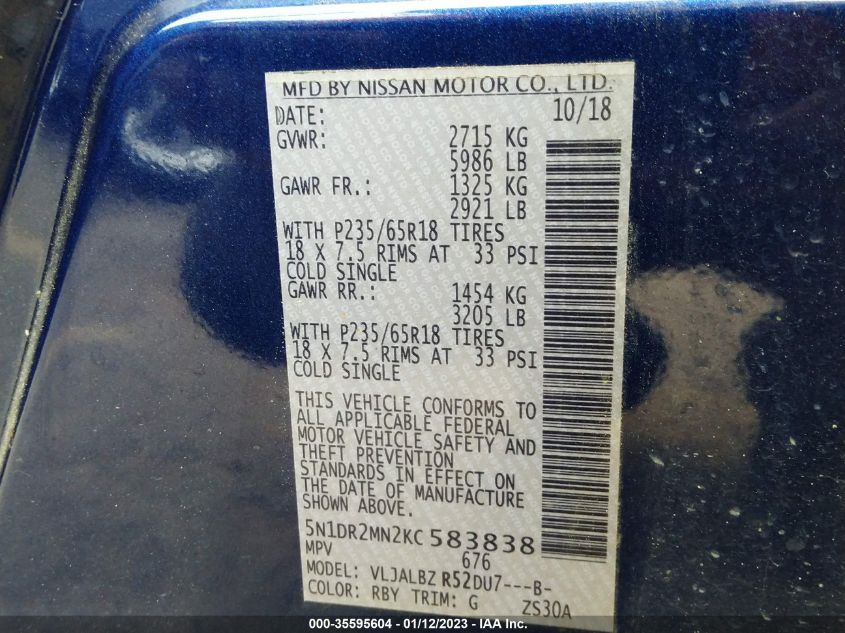 MFD BY NISSAN MOTOR CO., LTD.
DATE: 10/18
GVWR: 2715 KG
5986 LB
GAWR FR.: 1325 KG
2921 LB
WITH P235/65R18 TIRES
18 X 7.5 RIMS AT 33 PSI
COLD SINGLE
GAWR RR.: 1454 KG
3205 LB
WITH P235/65R18 TIRES
18 X 7.5 RIMS AT 33 PSI
COLD SINGLE
THIS VEHICLE CONFORMS TO
ALL APPLICABLE FEDERAL
MOTOR VEHICLE SAFETY AND
THEFT PREVENTION
STANDARDS IN EFFECT ON
THE DATE OF MANUFACTURE
SHOWN ABOVE.
5N1DR2MN2KC583838
MPV 676
MODEL: VLJALBZ R52DU7---B-
COLOR: RBY TRIM: G ZS30A
000-35595604 - 01/12/2023 - IAA Inc.